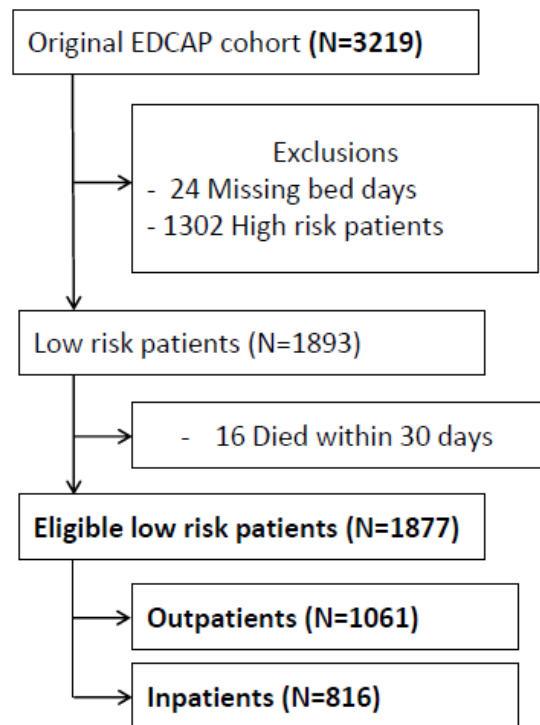 Original EDCAP cohort (N=3219)
Exclusions
- 24 Missing bed days
- 1302 High risk patients
Low risk patients (N=1893)
- 16 Died within 30 days
Eligible low risk patients (N=1877)
Outpatients (N=1061)
Inpatients (N=816)